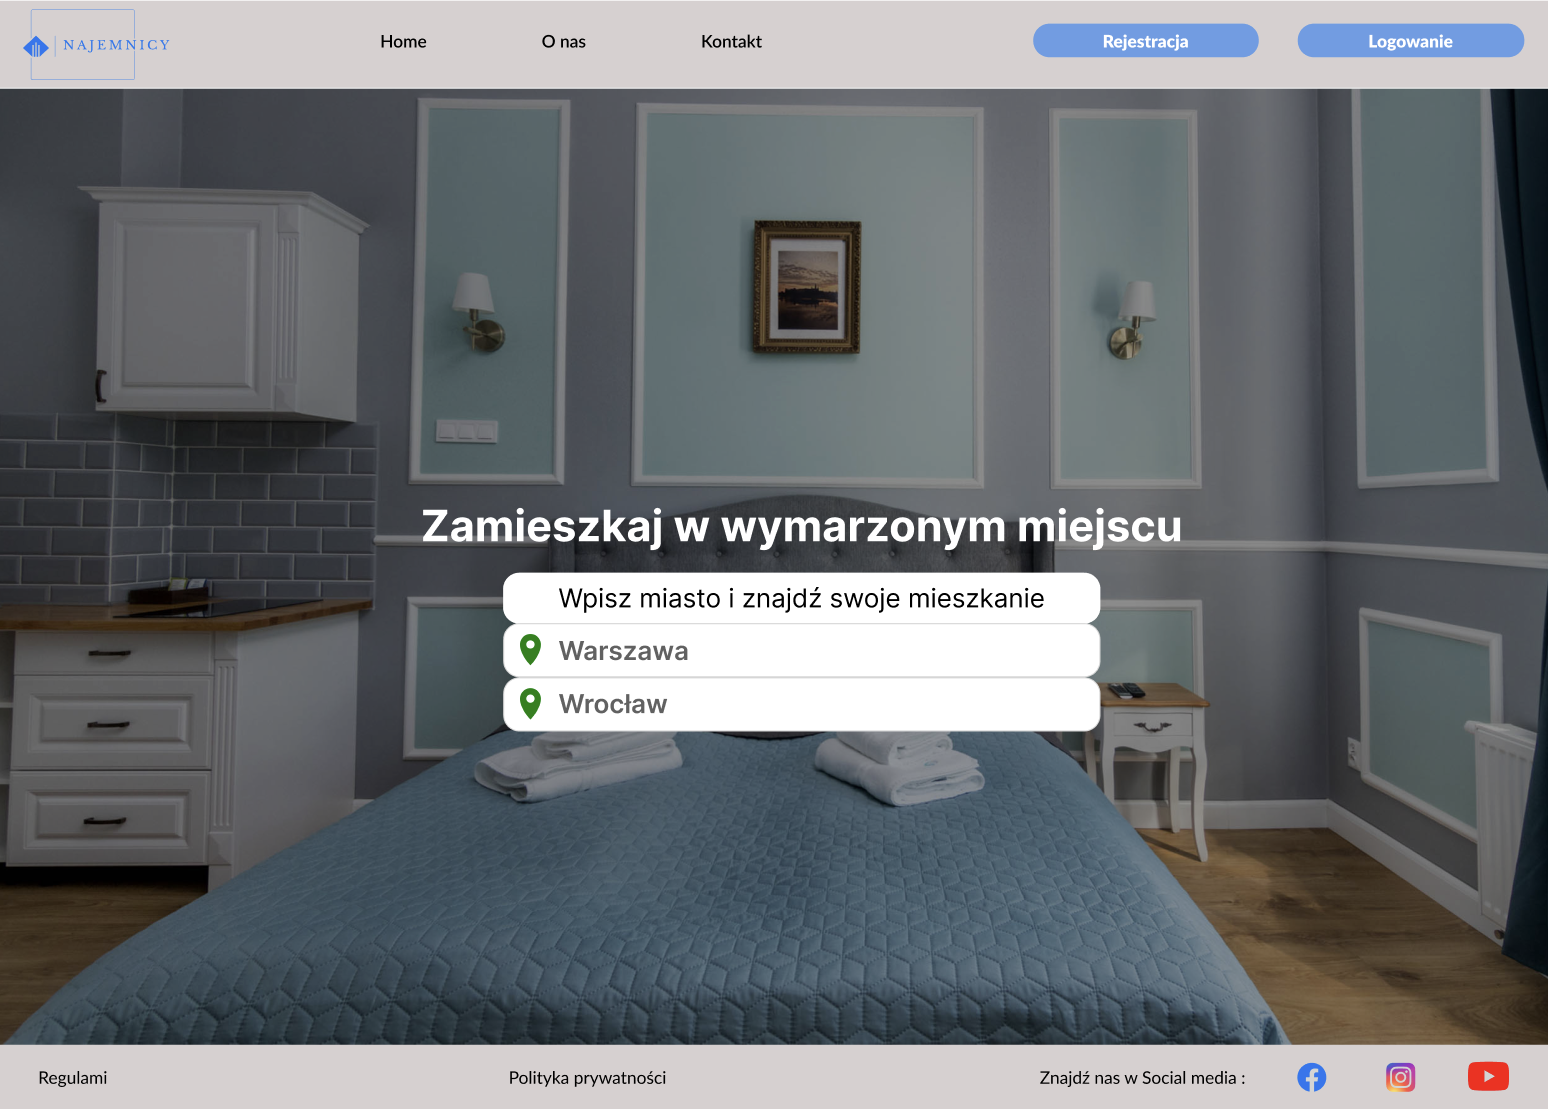 NAJEMNICY
Home
O nas
Kontakt
Rejestracja
Logowanie
Zamieszkaj w wymarzonym miejscu
Wpisz miasto i znajdź swoje mieszkanie
Warszawa
Wrocław
Regulami
Polityka prywatności
Znajdź nas w Social media :